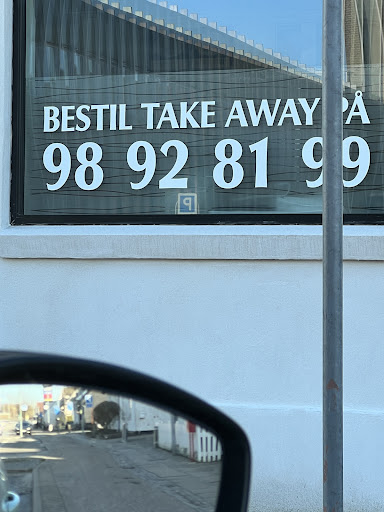 BESTIL TAKE AWAY PÅ
98 92 81 99
P